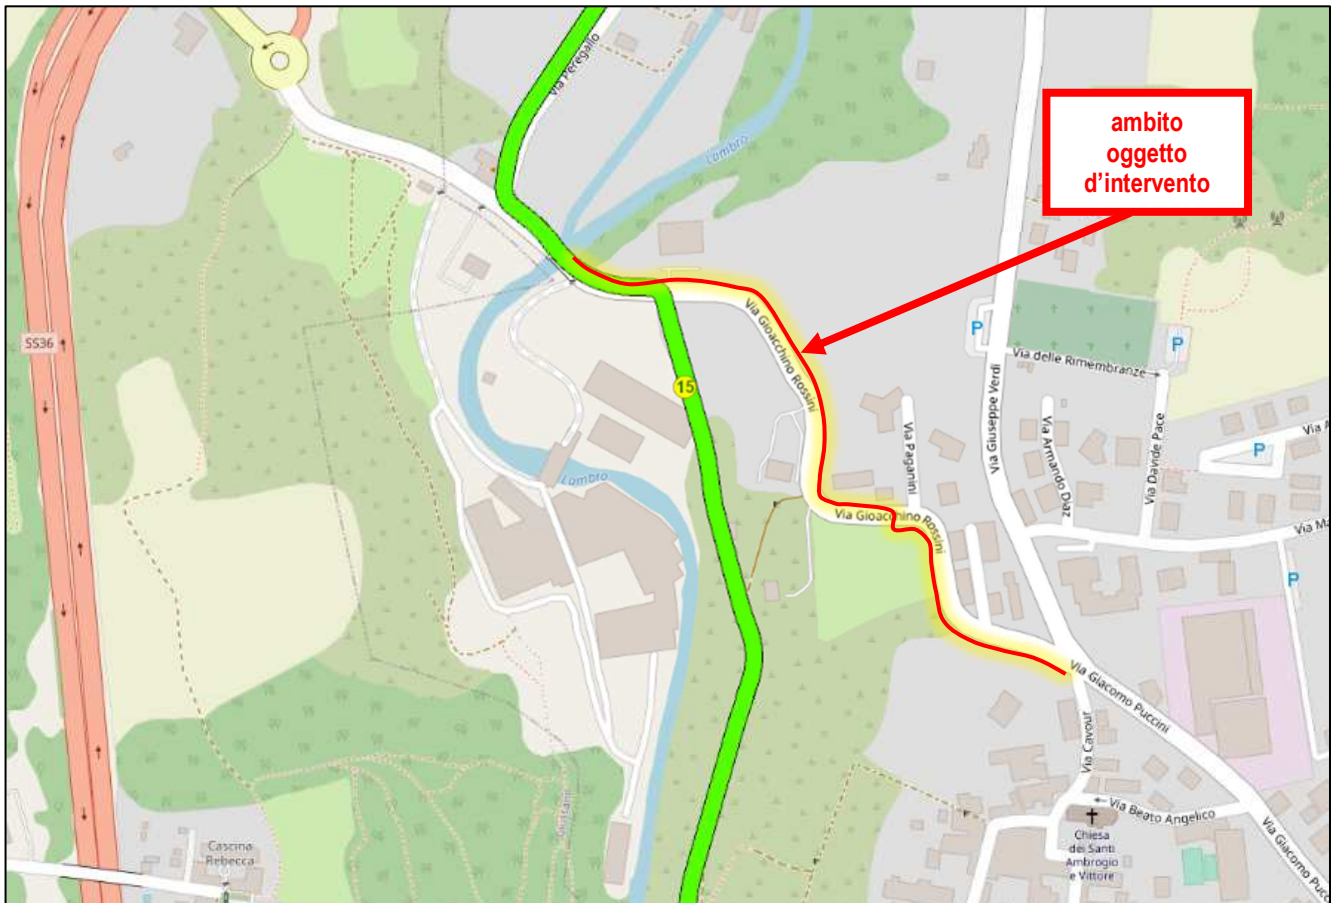 Via Peregallo
Lambro
ambito
oggetto
d'intervento
SS36
15
Via Gioacchino Rossini
P
P
Via delle Rimembranze
Via Giuseppe Verdi
Via Paganini
Via Armando Diaz
Via Davide Pace
P
Lambro
Via Gioacchino Rossini
P
Via Giacomo Puccini
Via Cavour
Via Beato Angelico
Via Giacomo Pucc
Chiesa
dei Santi
Ambrogio
e Vittore
Cascina
Rebecca